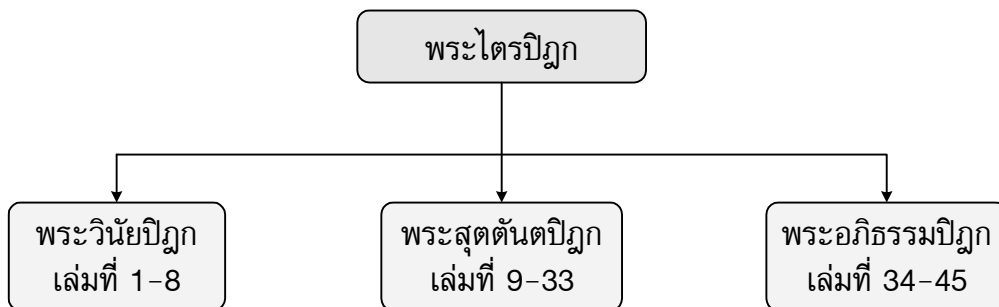 พระไตรปิฎก
พระวินัยปิฎก
เล่มที่ 1-8
พระสุตตันตปิฎก
เล่มที่ 9-33
พระอภิธรรมปิฎก
เล่มที่ 34-45